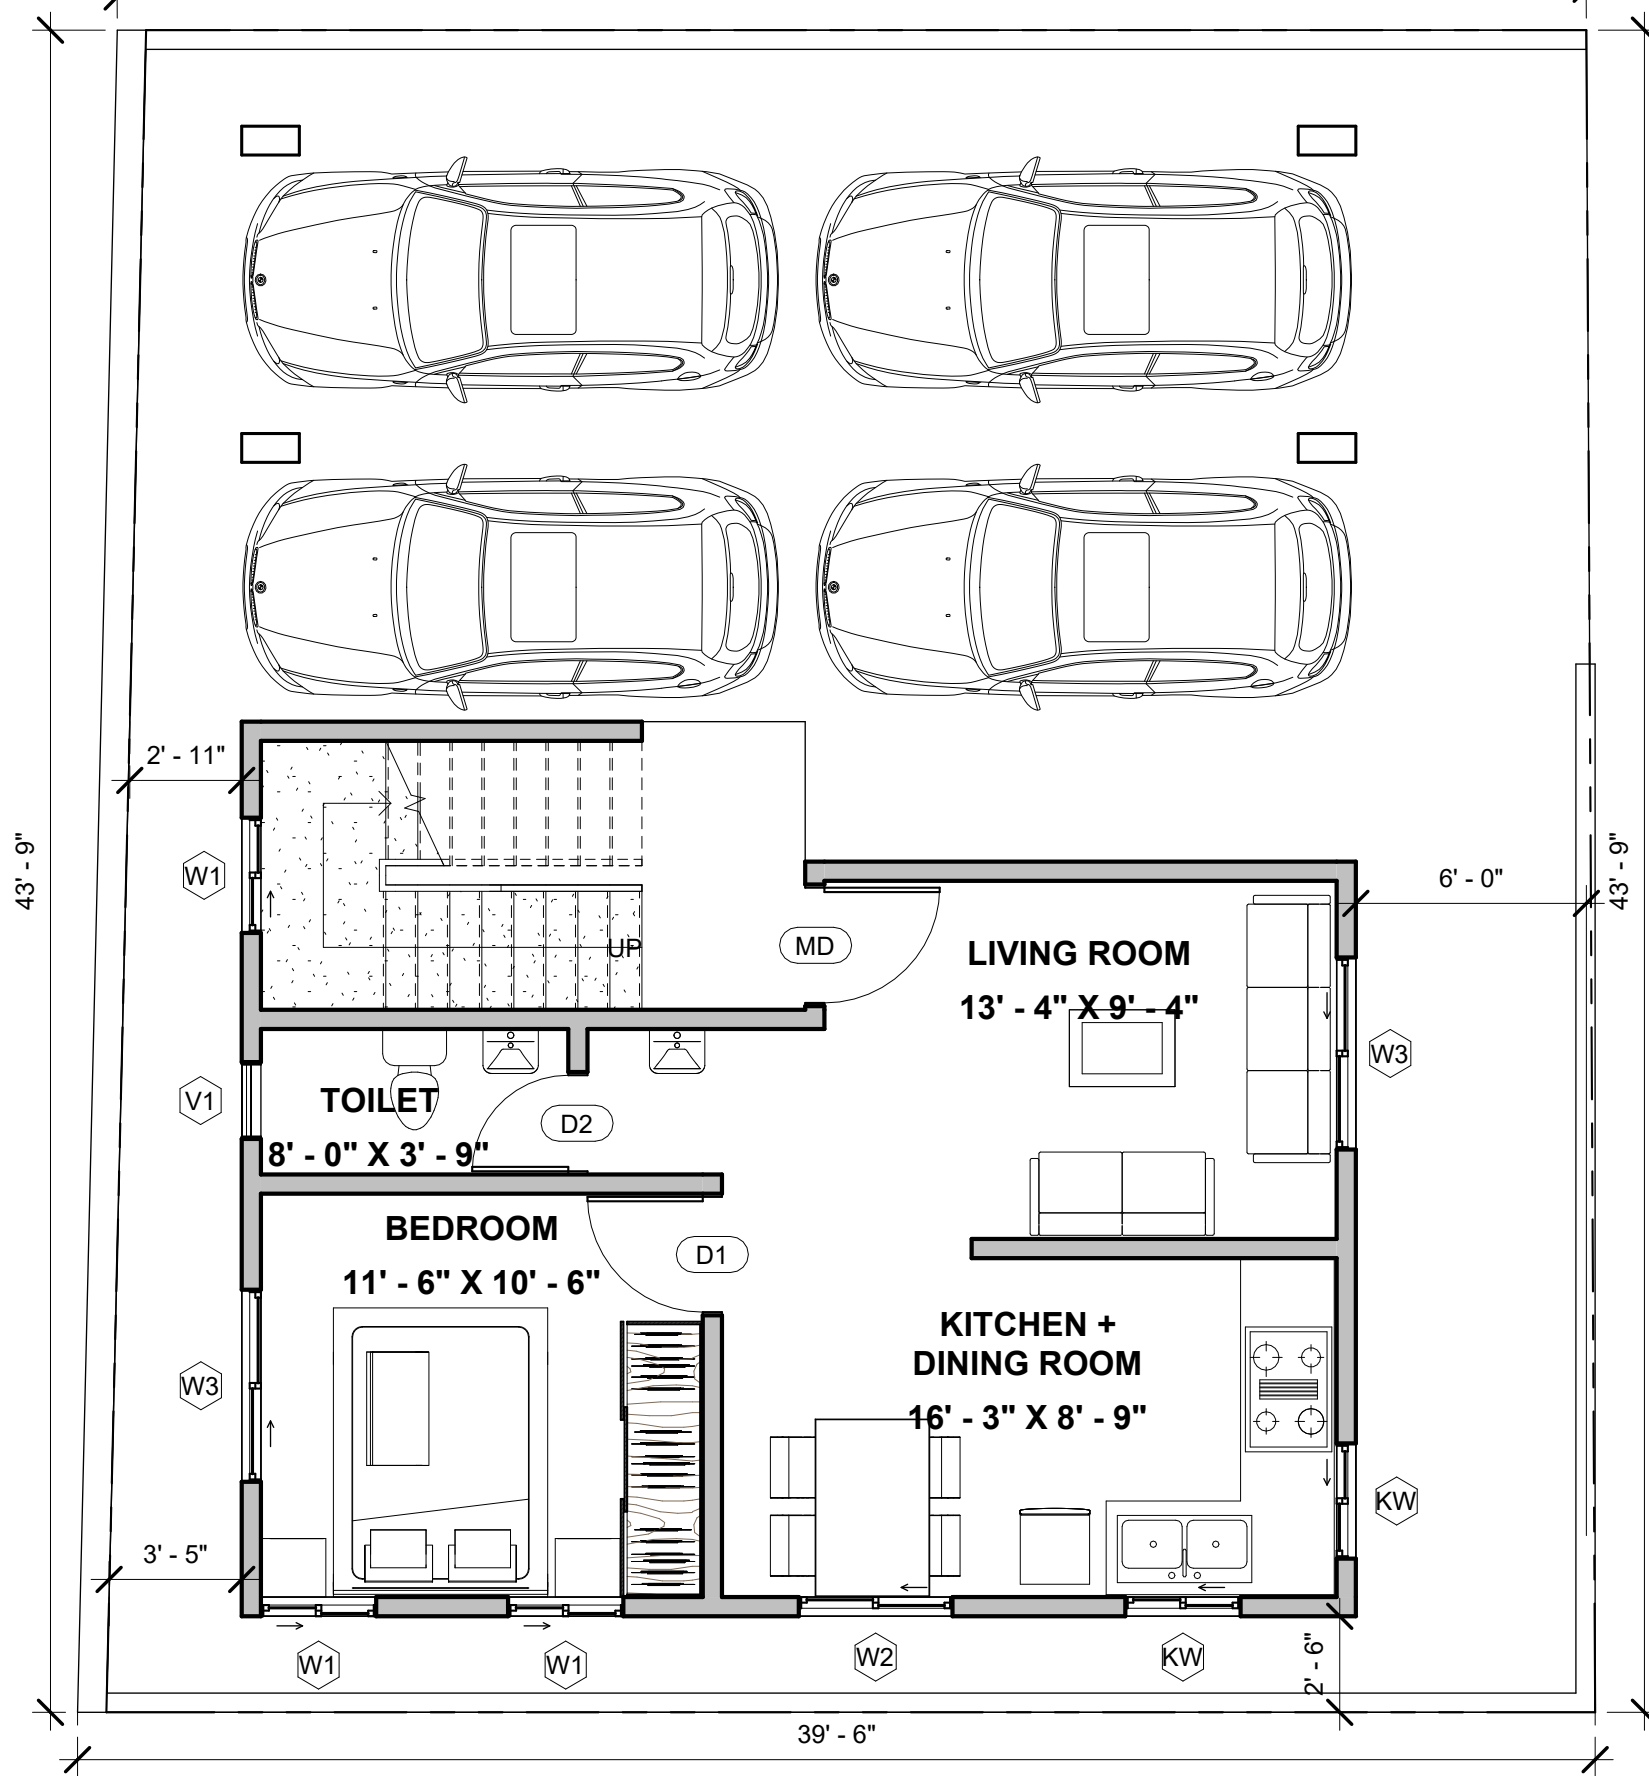 2' - 11"
43' - 9"
W1
6' - 0"
43' - 9"
UP
MD
LIVING ROOM
13' - 4" X 9' - 4"
W3
V1
TOILET
D2
8' - 0" X 3' - 9"
BEDROOM
D1
11' - 6" X 10' - 6"
KITCHEN +
DINING ROOM
16' - 3" X 8' - 9"
W3
KW
3' - 5"
W1
W1
W2
KW
2' - 6"
39' - 6"